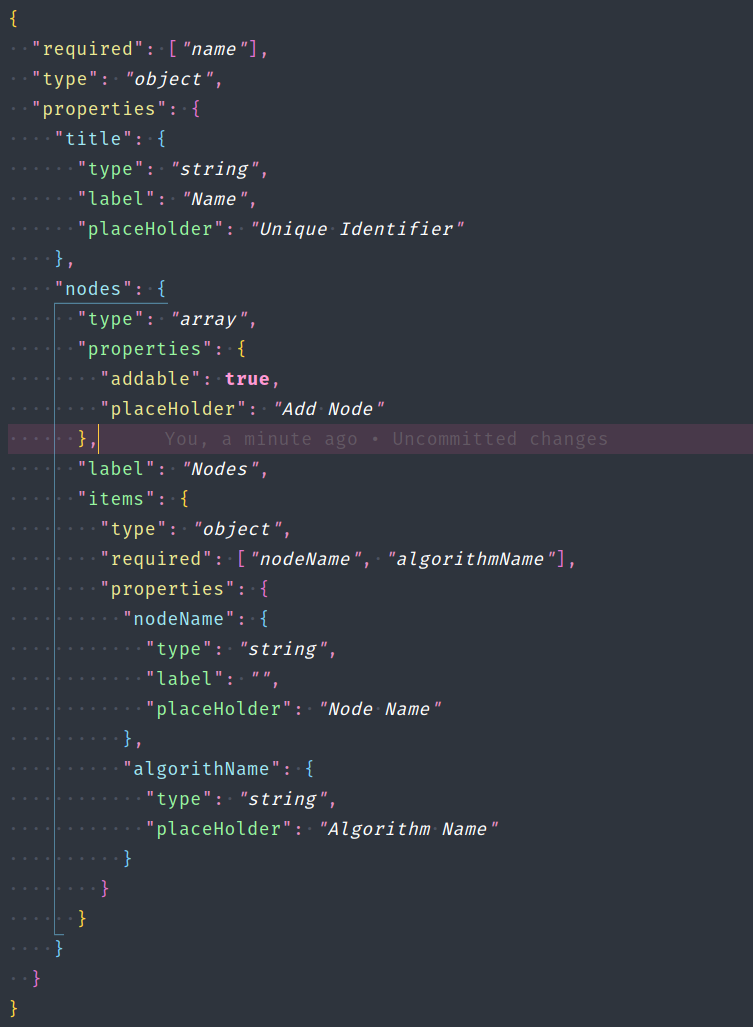 {
  "required": ["name"],
  "type": "object",
  "properties": {
    "title": {
      "type": "string",
      "label": "Name",
      "placeHolder": "Unique Identifier"
    },
    "nodes": {
      "type": "array",
      "properties": {
        "addable": true,
        "placeHolder": "Add Node"
      },      You, a minute ago • Uncommitted changes
      "label": "Nodes",
      "items": {
        "type": "object",
        "required": ["nodeName", "algorithmName"],
        "properties": {
          "nodeName": {
            "type": "string",
            "label": "",
            "placeHolder": "Node Name"
          },
          "algorithName": {
            "type": "string",
            "placeHolder": "Algorithm Name"
          }
        }
      }
    }
  }
}